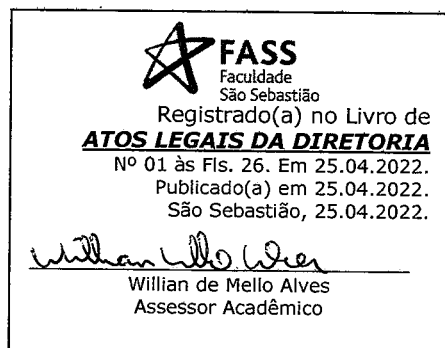 FASS
Faculdade
São Sebastião
Registrado(a) no Livro de
ATOS LEGAIS DA DIRETORIA
Nº 01 às Fls. 26. Em 25.04.2022.
Publicado(a) em 25.04.2022.
São Sebastião, 25.04.2022.
Willian de Mello Alves
Assessor Acadêmico